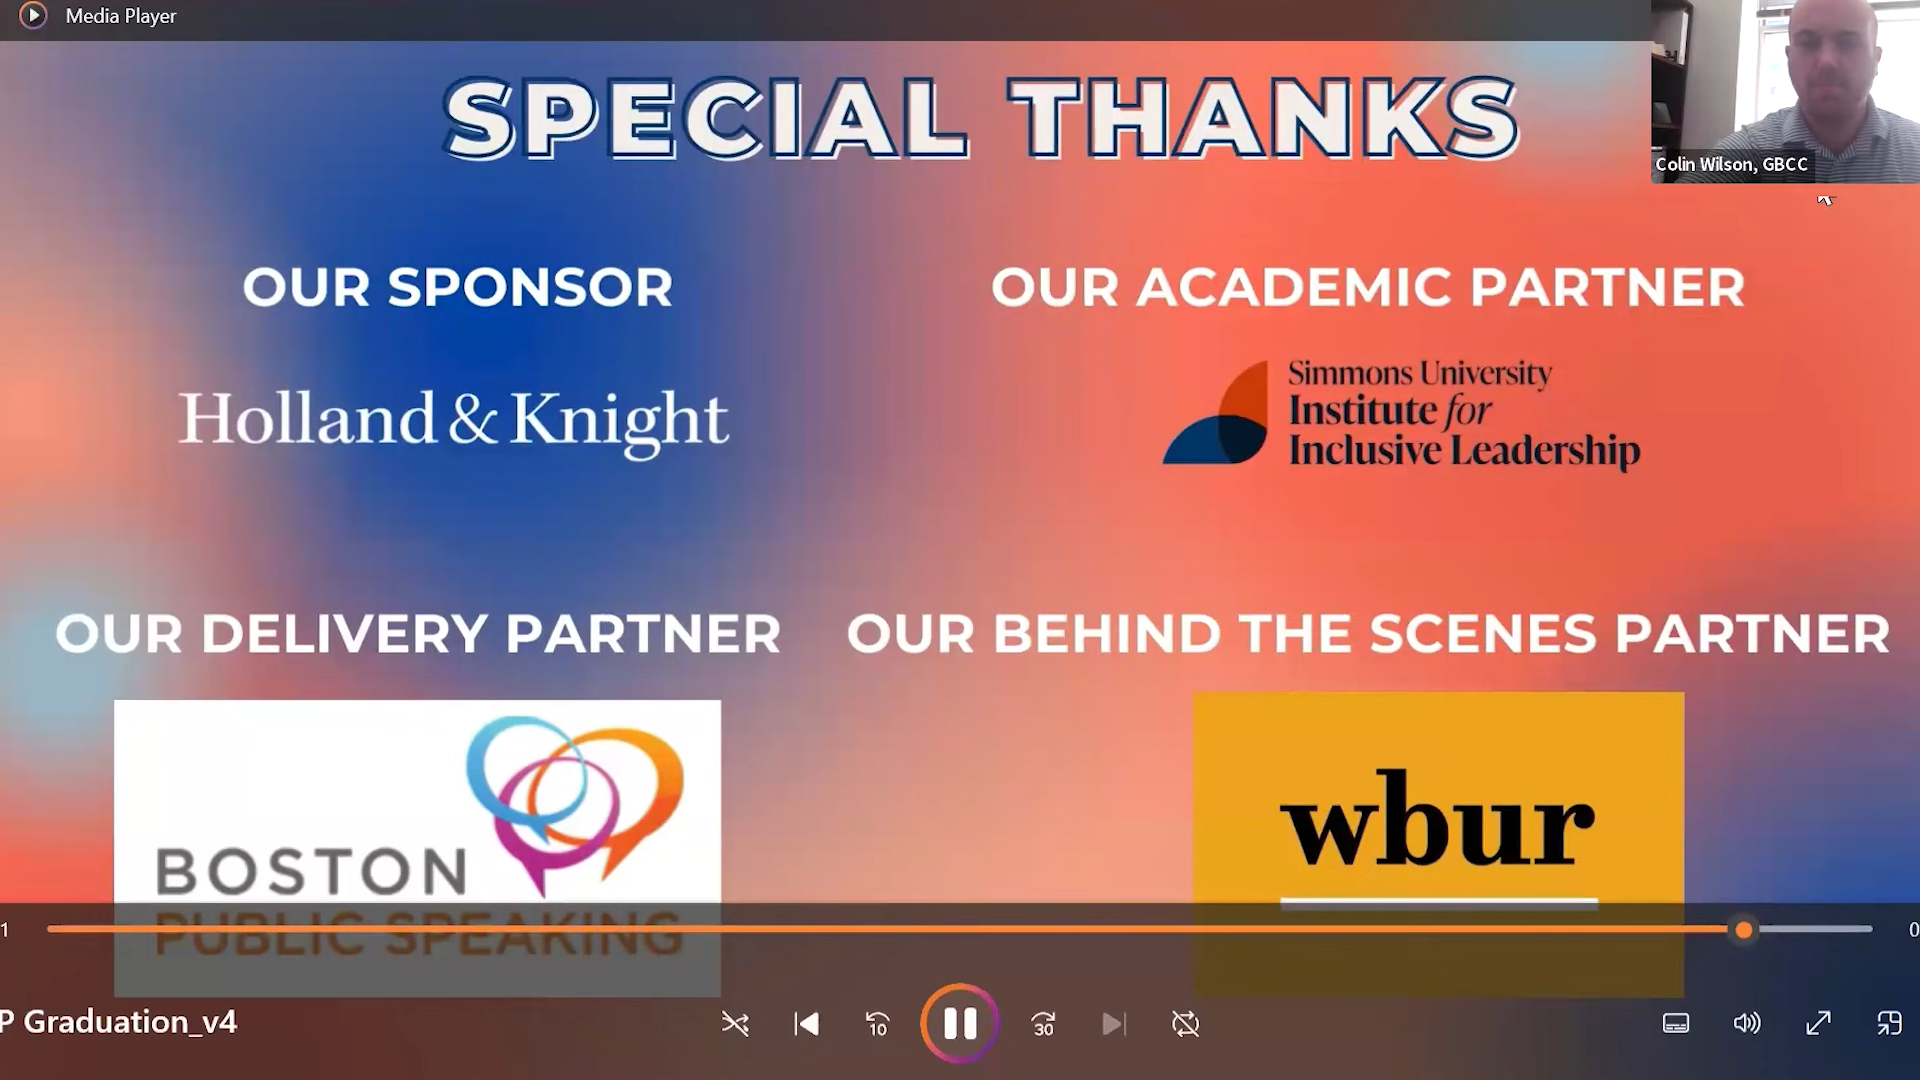 Media Player
SPECIAL THANKS
Colin Wilson, GBCC
OUR SPONSOR
OUR ACADEMIC PARTNER
Holland & Knight
Simmons University
Institute for
Inclusive Leadership
OUR DELIVERY PARTNER
OUR BEHIND THE SCENES PARTNER
BOSTON
PUBLIC SPEAKING
wbur
1
0
P Graduation_v4
10
30